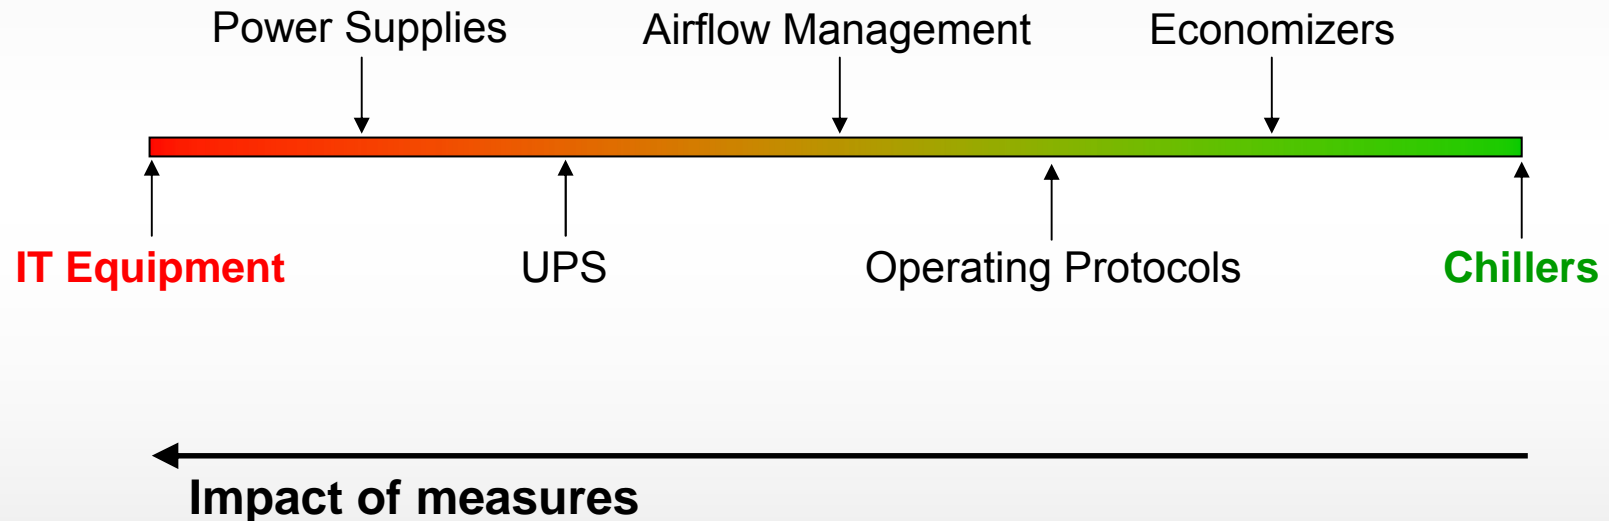 Power Supplies
Airflow Management
Economizers
IT Equipment
UPS
Operating Protocols
Chillers
Impact of measures